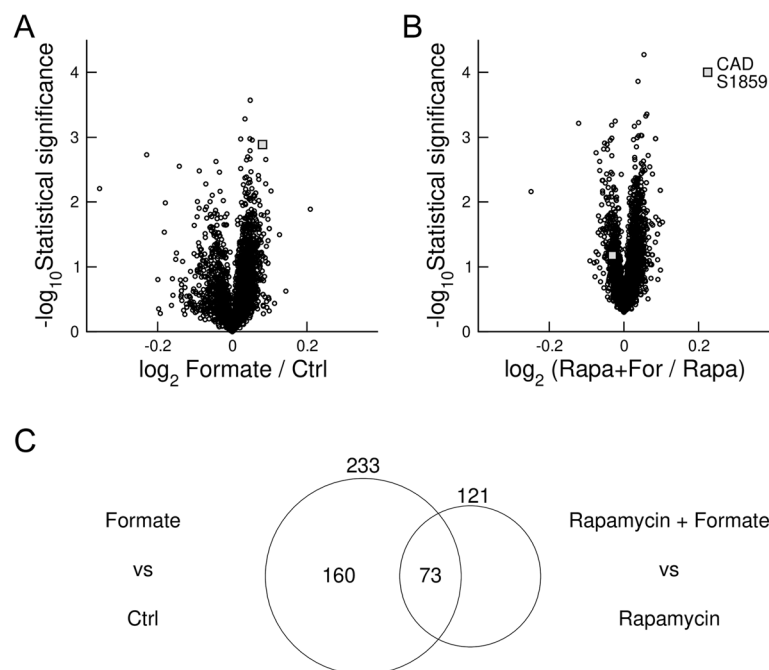 A
B
-log10Statistical significance
4
3
2
1
0
-0.2
0
0.2
log2 Formate / Ctrl
-log10Statistical significance
4
3
2
1
0
CAD
S1859
-0.2
0
0.2
log2 (Rapa+For / Rapa)
C
233
121
Formate
vs
Ctrl
160
73
Rapamycin + Formate
vs
Rapamycin